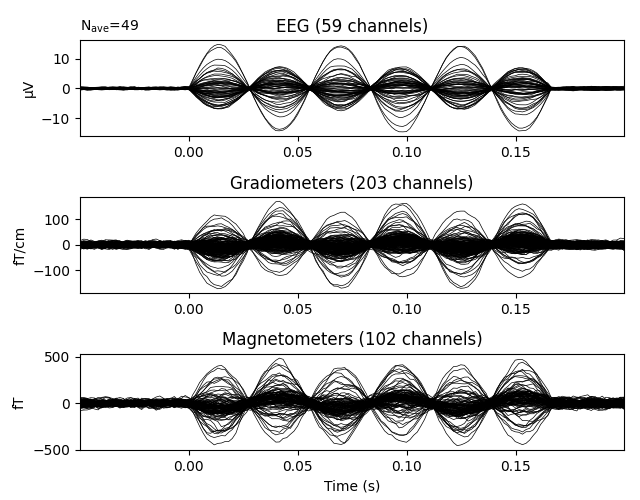 Nave=49
EEG (59 channels)
10
0
−10
µV
0.00 0.05 0.10 0.15
Gradiometers (203 channels)
100
0
−100
fT/cm
0.00 0.05 0.10 0.15
Magnetometers (102 channels)
500
0
−500
fT
0.00 0.05 0.10 0.15
Time (s)